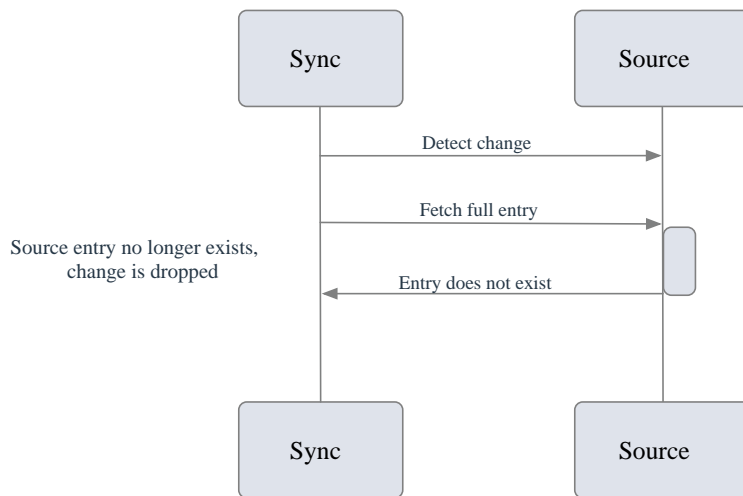 Sync
Source
Detect change
Fetch full entry
Source entry no longer exists,
change is dropped
Entry does not exist
Sync
Source